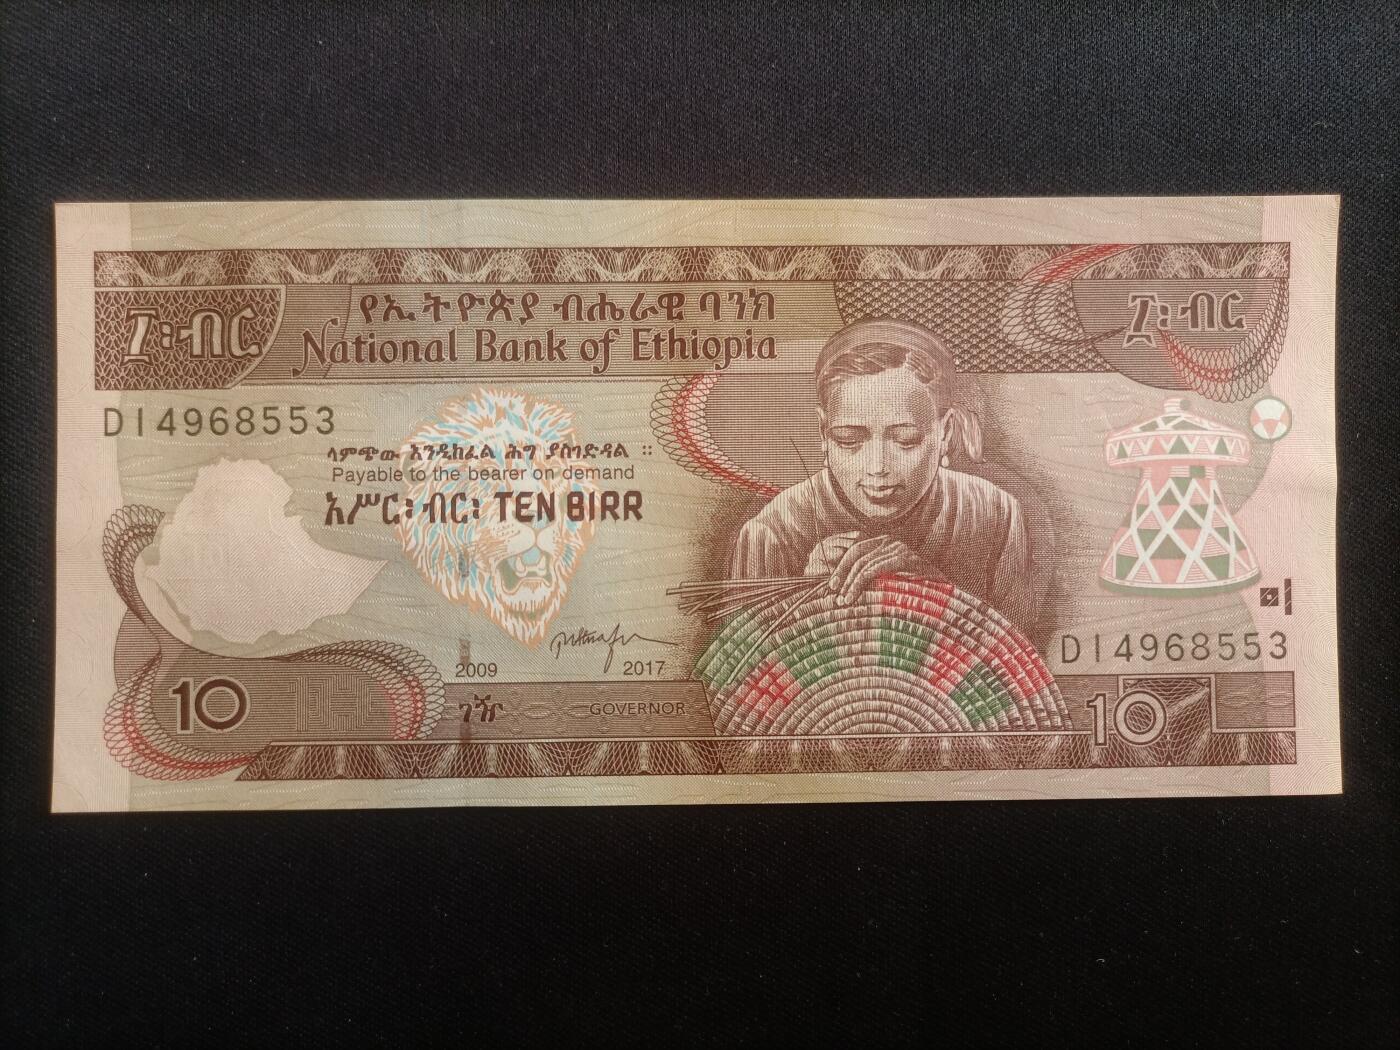 ፲፡ብር
የኢትዮጵያ ብሔራዊ ባንክ
National Bank of Ethiopia
፲፡ብር
DI4968553
ላምጭው እንዲከፈል ሕግ ያስገድዳል ።
Payable to the bearer on demand
አሥር፡ብር፡ TEN BIRR
DI4968553
2009 2017
10
ገዥ GOVERNOR
10